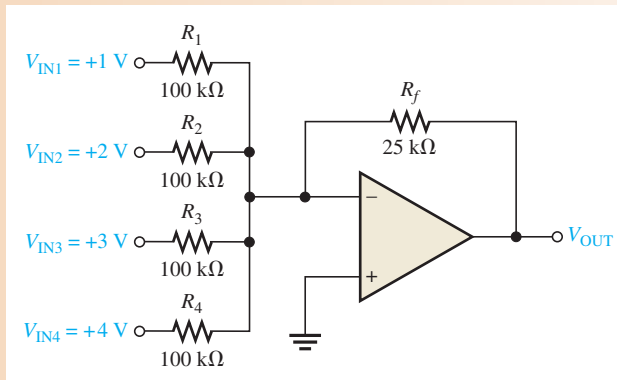 R1
VIN1 = +1 V
100 kΩ
R2
VIN2 = +2 V
100 kΩ
R3
VIN3 = +3 V
100 kΩ
R4
VIN4 = +4 V
100 kΩ
Rf
25 kΩ
−
+
VOUT